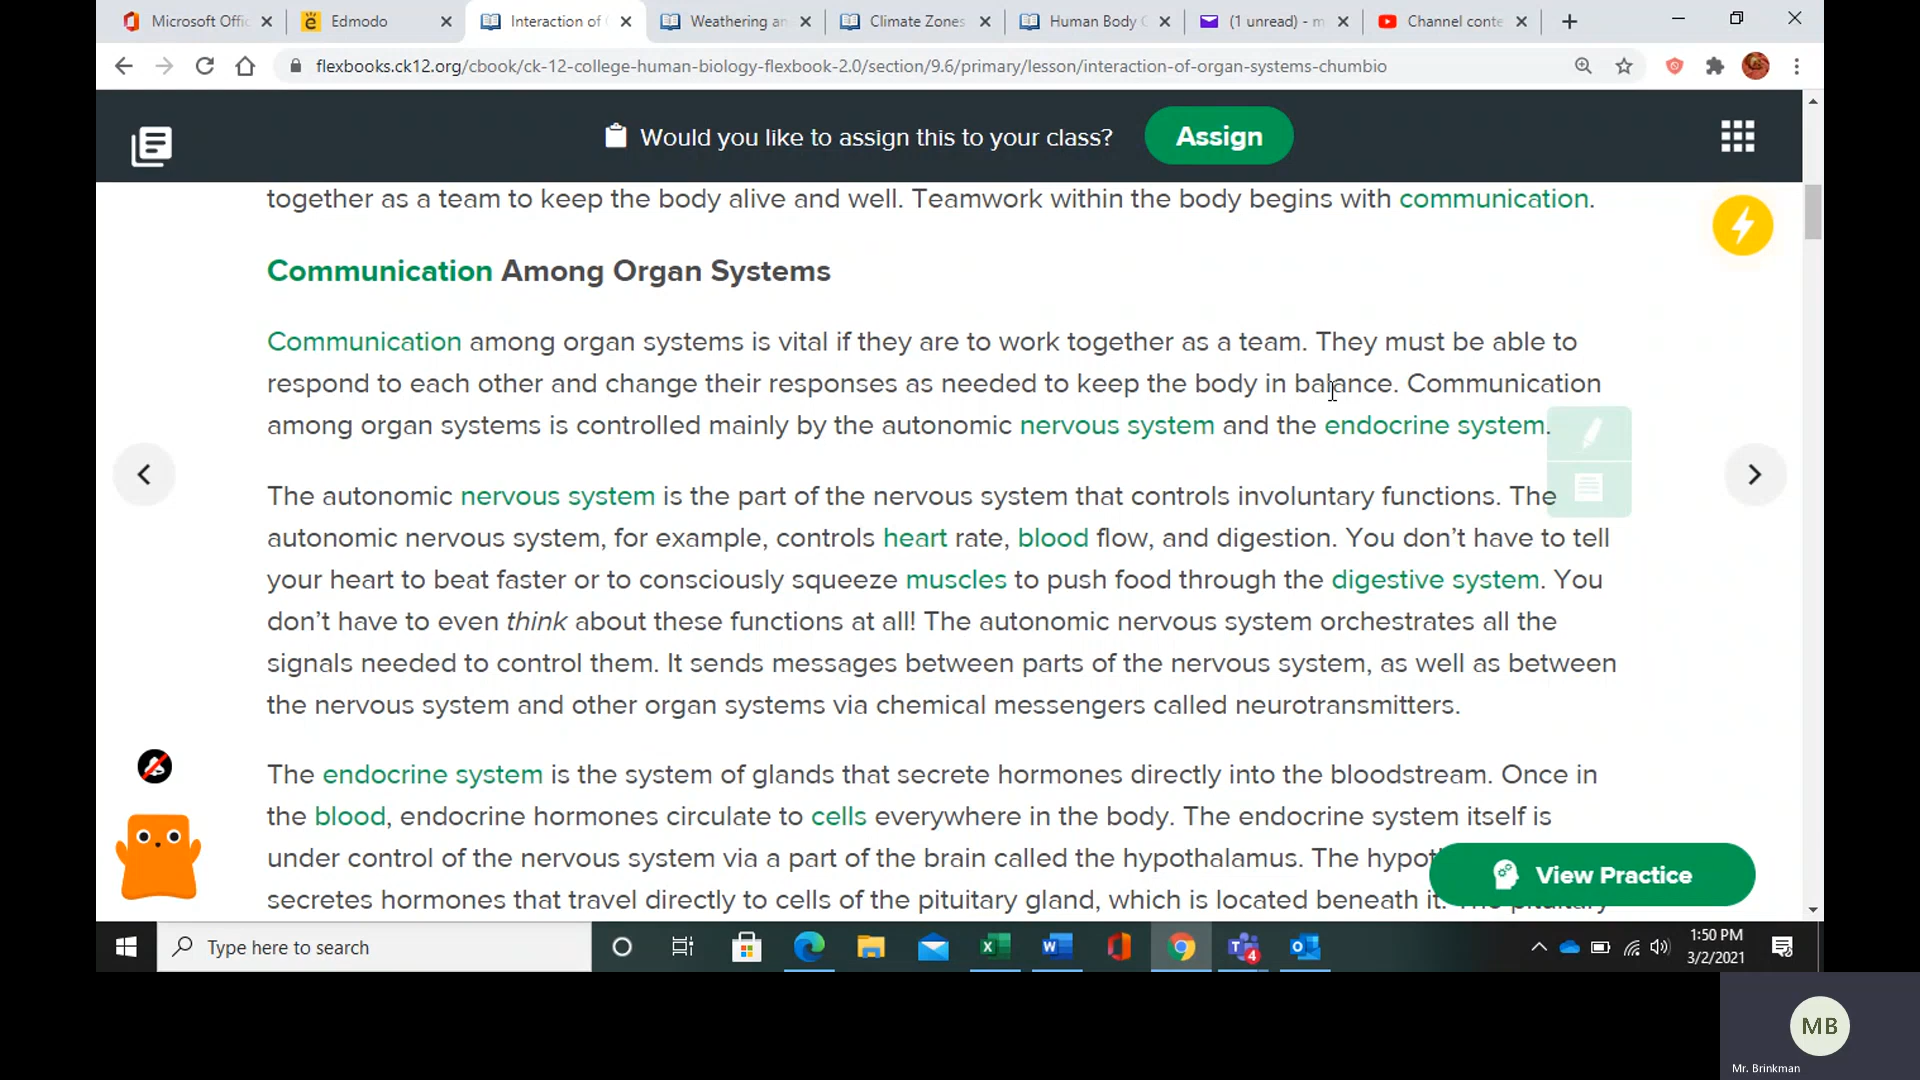 Microsoft Offic
Edmodo
Interaction of
Weathering an
Climate Zones
Human Body
(1 unread) - m
Channel conte
flexbooks.ck12.org/cbook/ck-12-college-human-biology-flexbook-2.0/section/9.6/primary/lesson/interaction-of-organ-systems-chumbio
Would you like to assign this to your class?
Assign
together as a team to keep the body alive and well. Teamwork within the body begins with communication.
Communication Among Organ Systems
Communication among organ systems is vital if they are to work together as a team. They must be able to
respond to each other and change their responses as needed to keep the body in balance. Communication
among organ systems is controlled mainly by the autonomic nervous system and the endocrine system.
The autonomic nervous system is the part of the nervous system that controls involuntary functions. The
autonomic nervous system, for example, controls heart rate, blood flow, and digestion. You don't have to tell
your heart to beat faster or to consciously squeeze muscles to push food through the digestive system. You
don't have to even think about these functions at all! The autonomic nervous system orchestrates all the
signals needed to control them. It sends messages between parts of the nervous system, as well as between
the nervous system and other organ systems via chemical messengers called neurotransmitters.
The endocrine system is the system of glands that secrete hormones directly into the bloodstream. Once in
the blood, endocrine hormones circulate to cells everywhere in the body. The endocrine system itself is
under control of the nervous system via a part of the brain called the hypothalamus. The hypot
secretes hormones that travel directly to cells of the pituitary gland, which is located beneath it. The pituitary
View Practice
Type here to search
4
1:50 PM
3/2/2021
MB
Mr. Brinkman